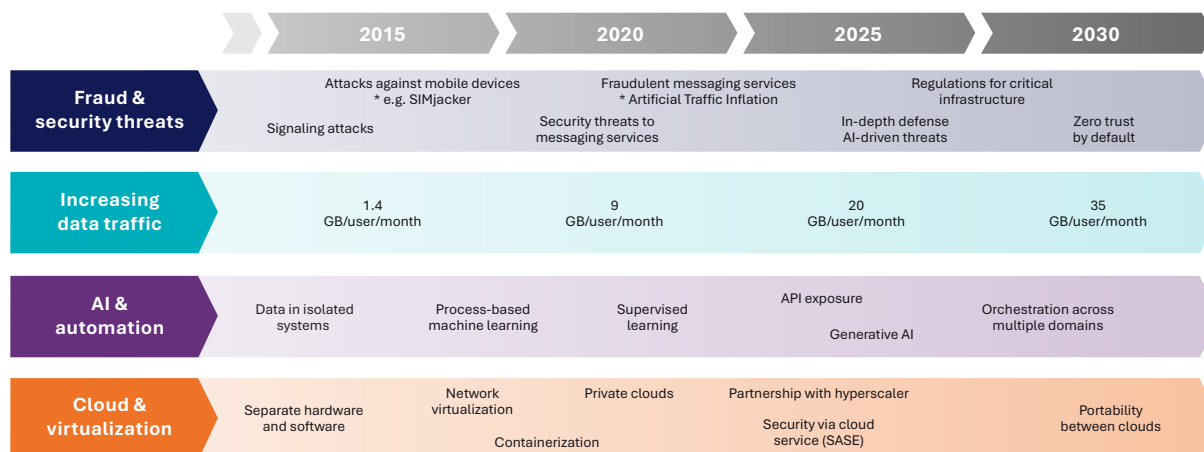 2015
2020
2025
2030
Fraud &
security threats
Attacks against mobile devices
* e.g. SIMjacker
Signaling attacks
Fraudulent messaging services
* Artificial Traffic Inflation
Security threats to
messaging services
Regulations for critical
infrastructure
In-depth defense
AI-driven threats
Zero trust
by default
Increasing
data traffic
1.4
GB/user/month
9
GB/user/month
20
GB/user/month
35
GB/user/month
AI &
automation
Data in isolated
systems
Process-based
machine learning
Supervised
learning
API exposure
Generative AI
Orchestration across
multiple domains
Cloud &
virtualization
Separate hardware
and software
Network
virtualization
Containerization
Private clouds
Partnership with hyperscaler
Security via cloud
service (SASE)
Portability
between clouds